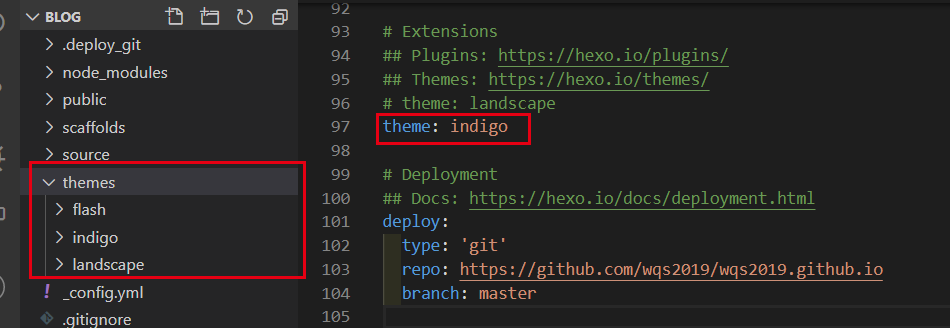 BLOG
.deploy_git
node_modules
public
scaffolds
source
themes
flash
indigo
landscape
_config.yml
.gitignore
92
93 # Extensions
94 ## Plugins: https://hexo.io/plugins/
95 ## Themes: https://hexo.io/themes/
96 # theme: landscape
97 theme: indigo
98
99 # Deployment
100 ## Docs: https://hexo.io/docs/deployment.html
101 deploy:
102 type: 'git'
103 repo: https://github.com/wqs2019/wqs2019.github.io
104 branch: master
105